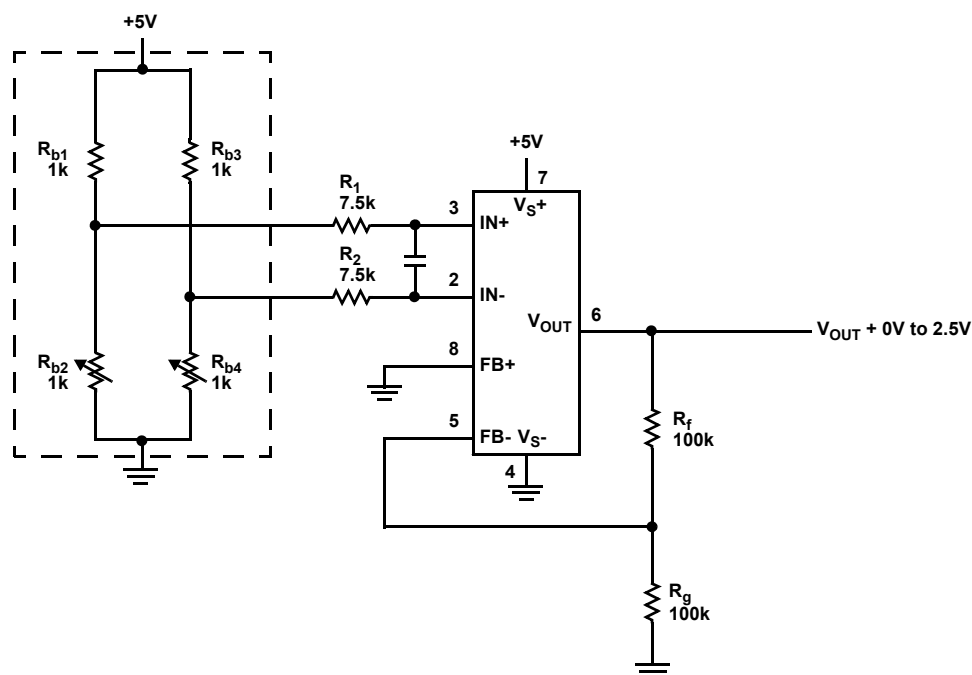 +5V
Rb1
1k
Rb3
1k
R1
7.5k
R2
7.5k
Rb2
1k
Rb4
1k
+5V
7
VS+
3
IN+
2
IN-
VOUT
6
VOUT + 0V to 2.5V
8
FB+
5
FB- VS-
4
Rf
100k
Rg
100k